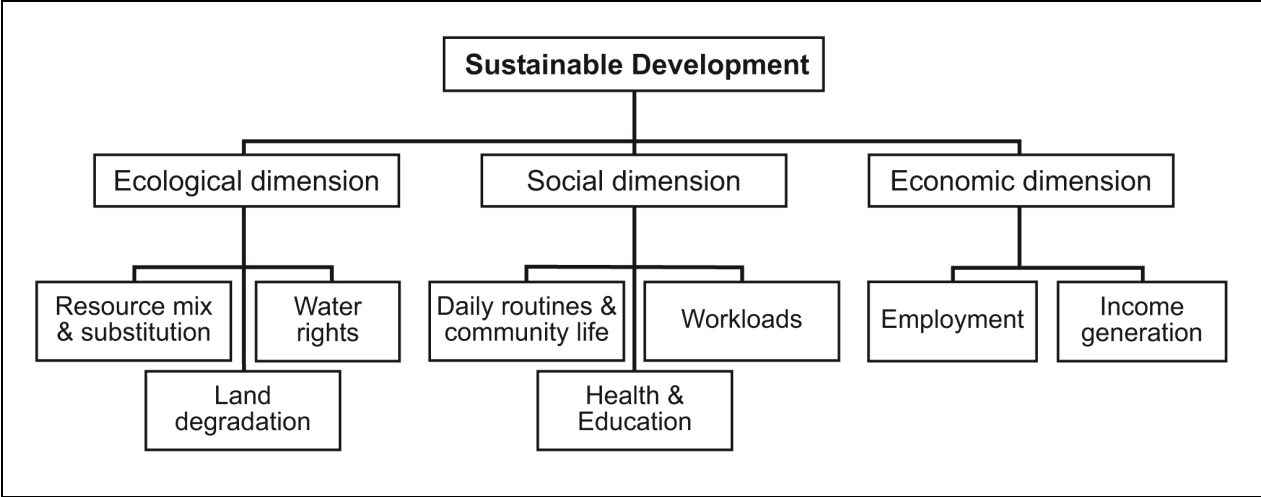 Sustainable Development
Ecological dimension
Social dimension
Economic dimension
Resource mix
& substitution
Water
rights
Daily routines &
community life
Workloads
Employment
Income
generation
Land
degradation
Health &
Education